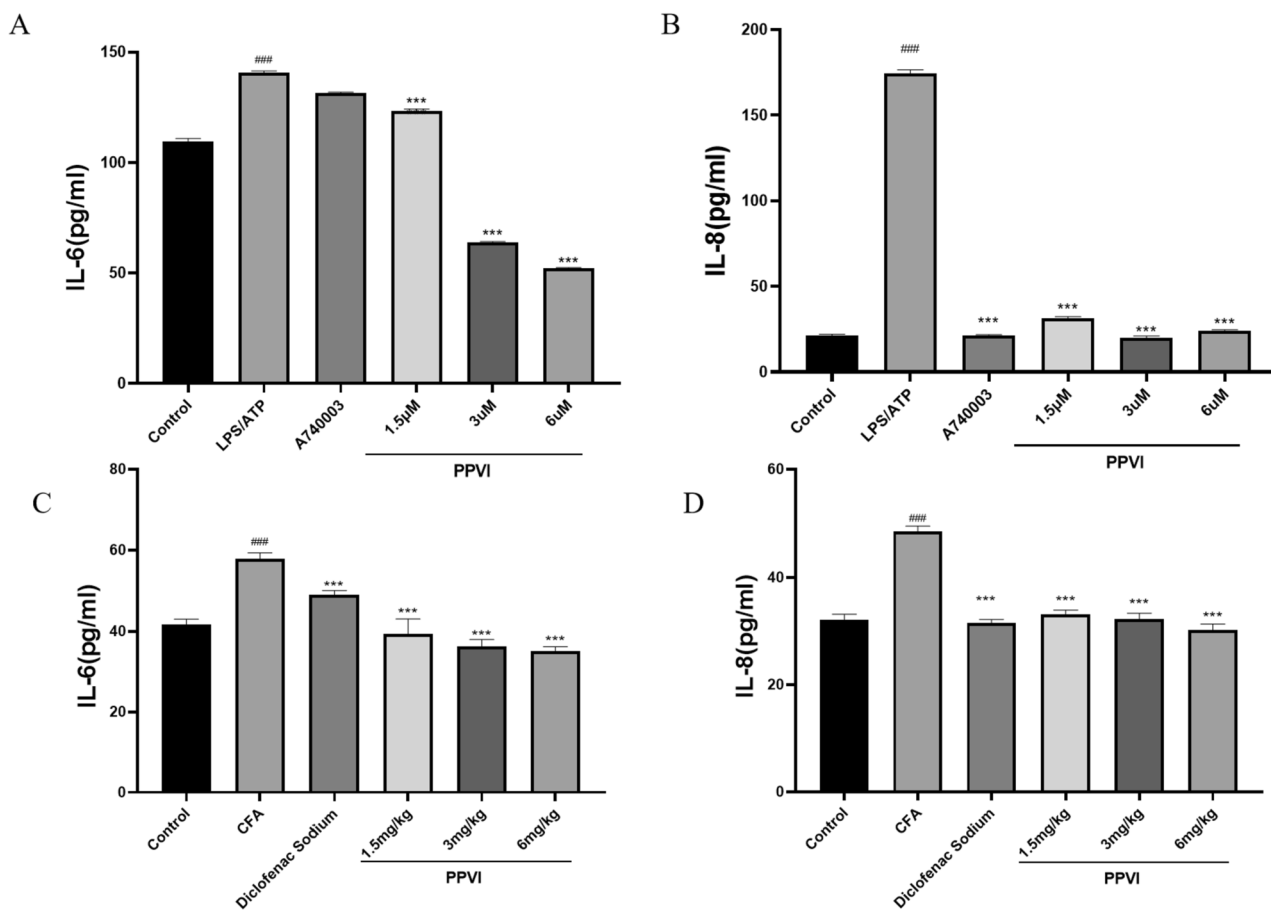 A
IL-6(pg/ml)
150
100
50
0
###
***
***
***
Control
LPS/ATP
A740003
1.5μM
3uM
6uM
PPVI
B
IL-8(pg/ml)
200
150
100
50
0
###
***
***
***
***
Control
LPS/ATP
A740003
1.5μM
3uM
6uM
PPVI
C
IL-6(pg/ml)
80
60
40
20
0
###
***
***
***
***
Control
CFA
Diclofenac Sodium
1.5mg/kg
3mg/kg
6mg/kg
PPVI
D
IL-8(pg/ml)
60
40
20
0
###
***
***
***
***
Control
CFA
Diclofenac Sodium
1.5mg/kg
3mg/kg
6mg/kg
PPVI